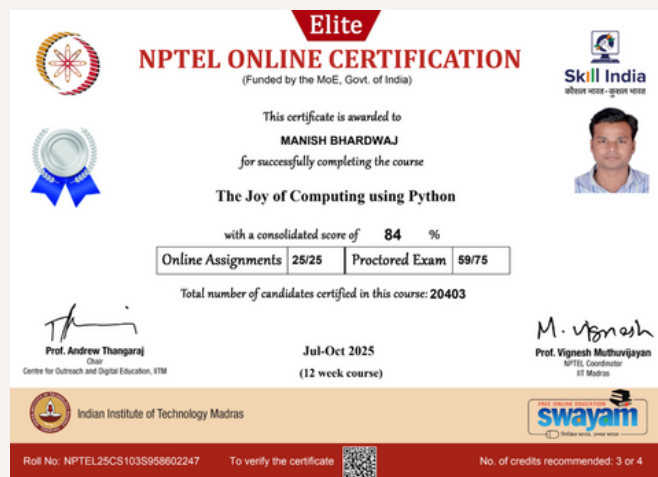 Elite
NPTEL ONLINE CERTIFICATION
(Funded by the MoE, Govt. of India)
Skill India
कौशल भारत - कुशल भारत
This certificate is awarded to
MANISH BHARDWAJ
for successfully completing the course
The Joy of Computing using Python
with a consolidated score of 84 %
Online Assignments 25/25 Proctored Exam 59/75
Total number of candidates certified in this course: 20403
M. Vignesh
Prof. Andrew Thangaraj
Chair
Centre for Outreach and Digital Education, IITM
Jul-Oct 2025
(12 week course)
Prof. Vignesh Muthuvijayan
NPTEL Coordinator
IIT Madras
Indian Institute of Technology Madras
FREE ONLINE EDUCATION
swayam
शिक्षित भारत, उन्नत भारत
Roll No: NPTEL25CS103S958602247 To verify the certificate No. of credits recommended: 3 or 4